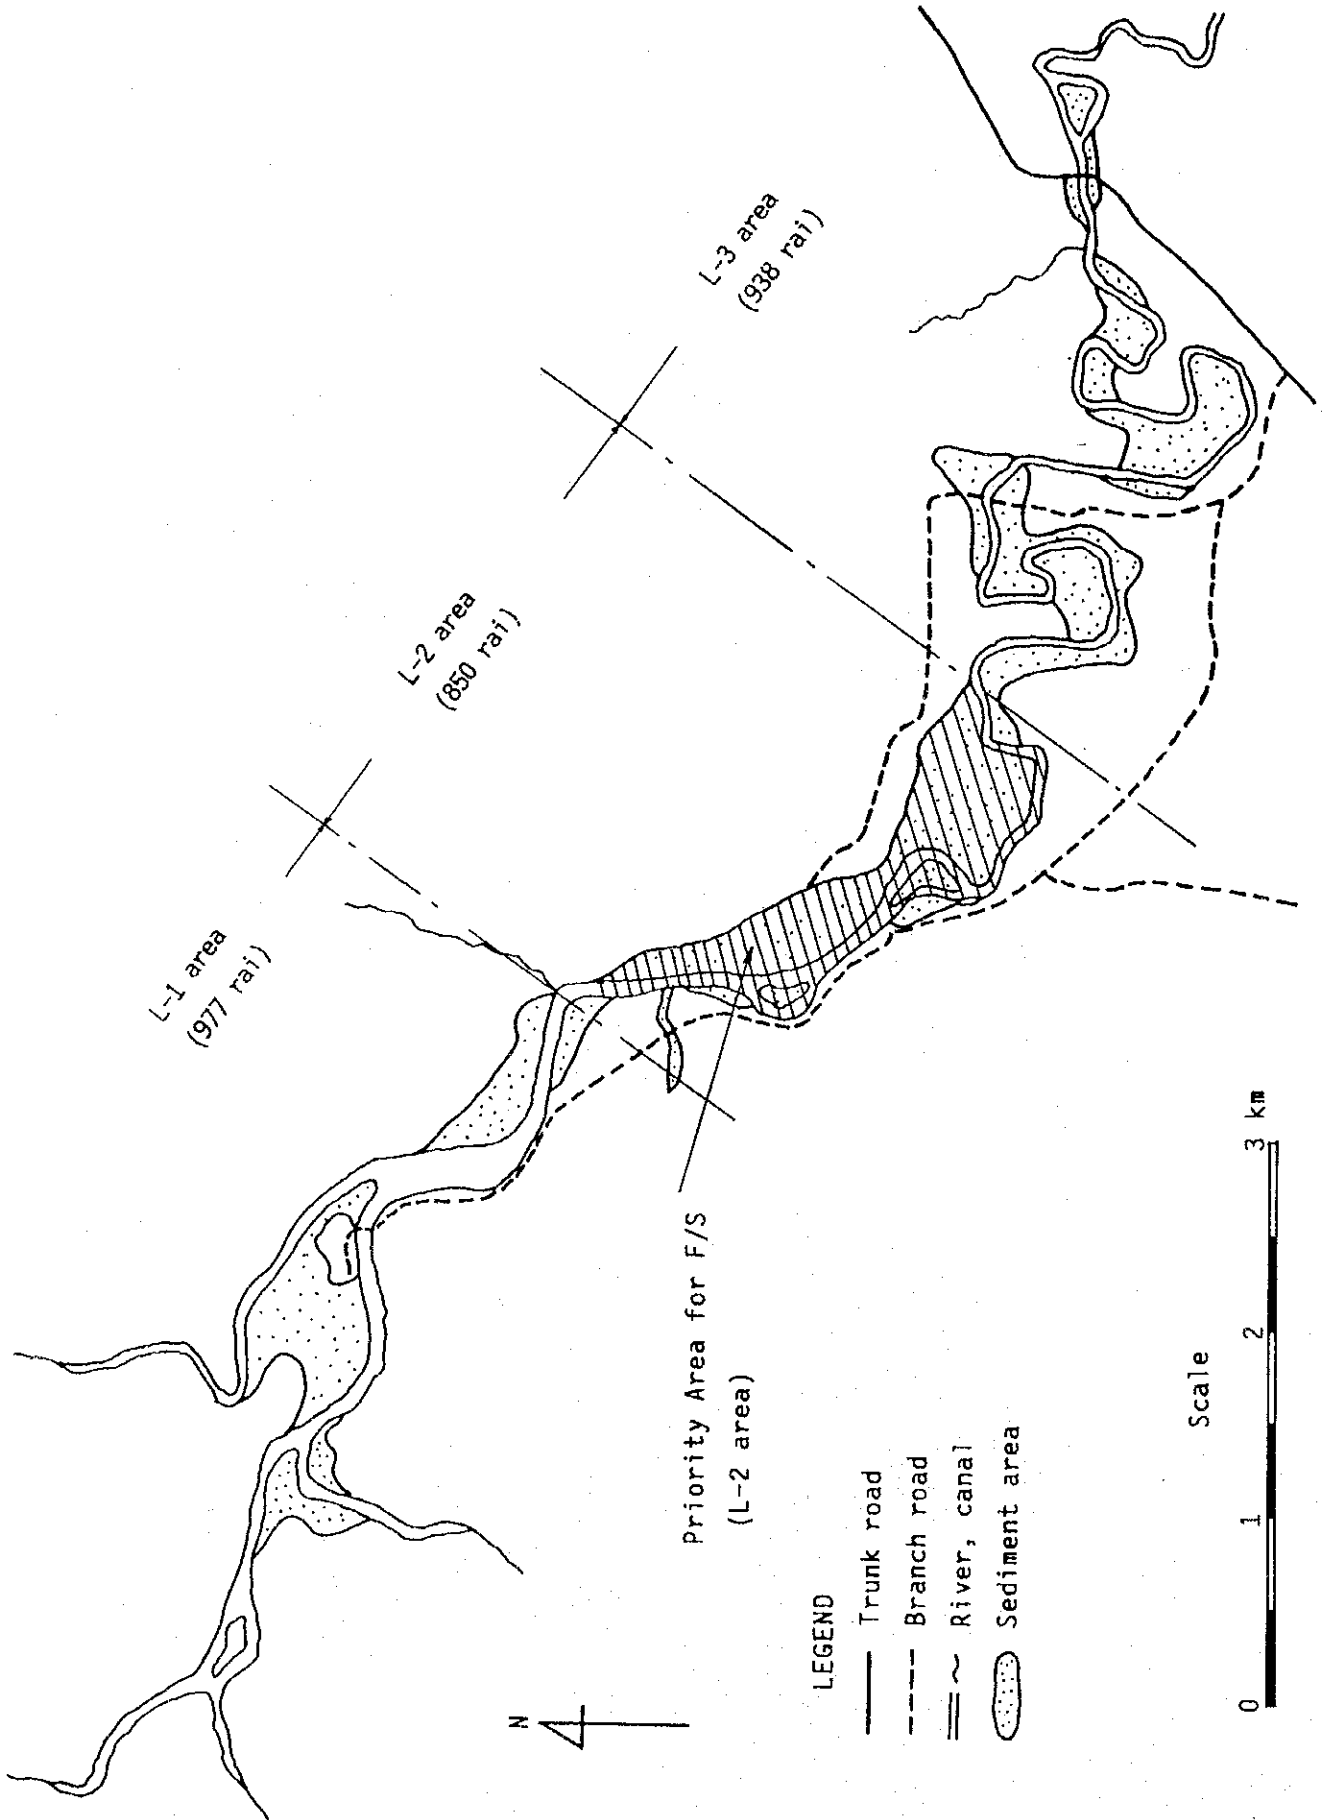 L-1 area
(977 rai)
L-2 area
(850 rai)
L-3 area
(938 rai)
Priority Area for F/S
(L-2 area)
N
LEGEND
Trunk road
Branch road
River, canal
Sediment area
Scale
0 1 2 3 km